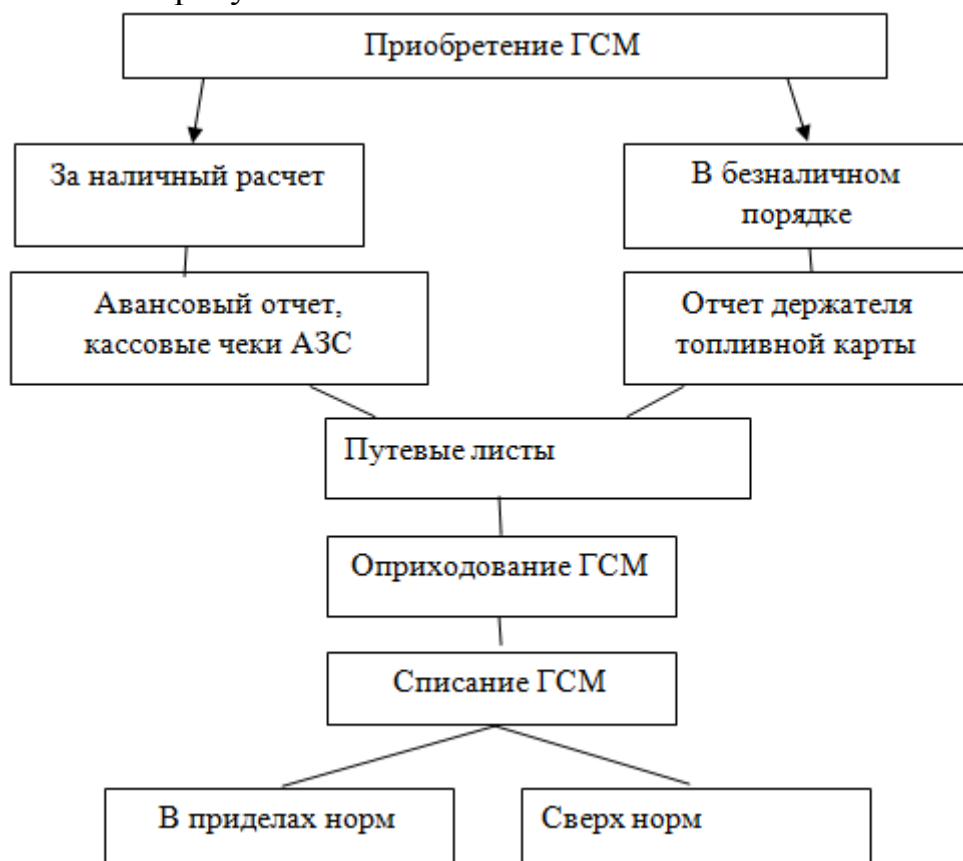 Приобретение ГСМ
За наличный расчет
В безналичном
порядке
Авансовый отчет,
кассовые чеки АЗС
Отчет держателя
топливной карты
Путевые листы
Оприходование ГСМ
Списание ГСМ
В приделах норм
Сверх норм